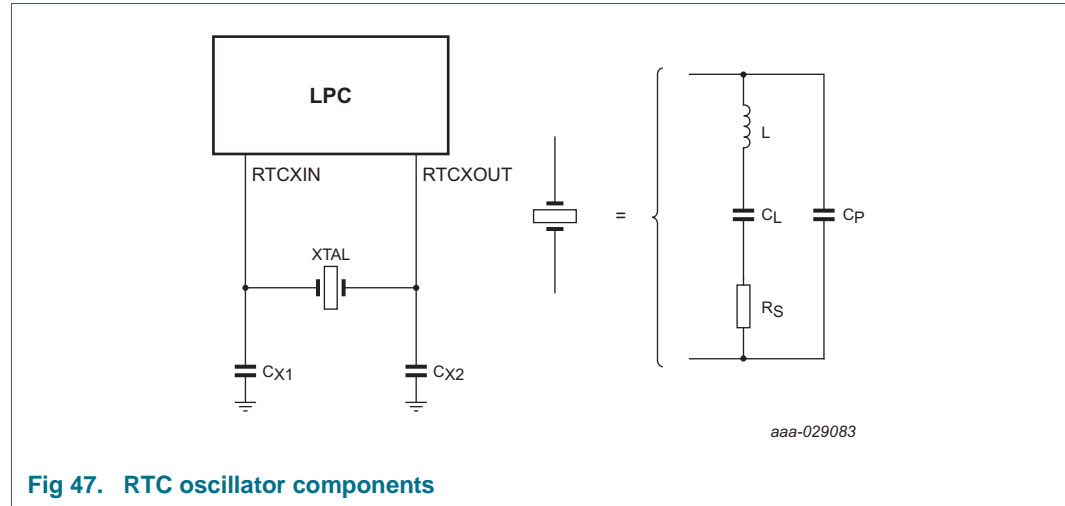 LPC
RTCXIN
RTCXOUT
XTAL
CX1
CX2
=
L
CL
CP
RS
aaa-029083
Fig 47. RTC oscillator components